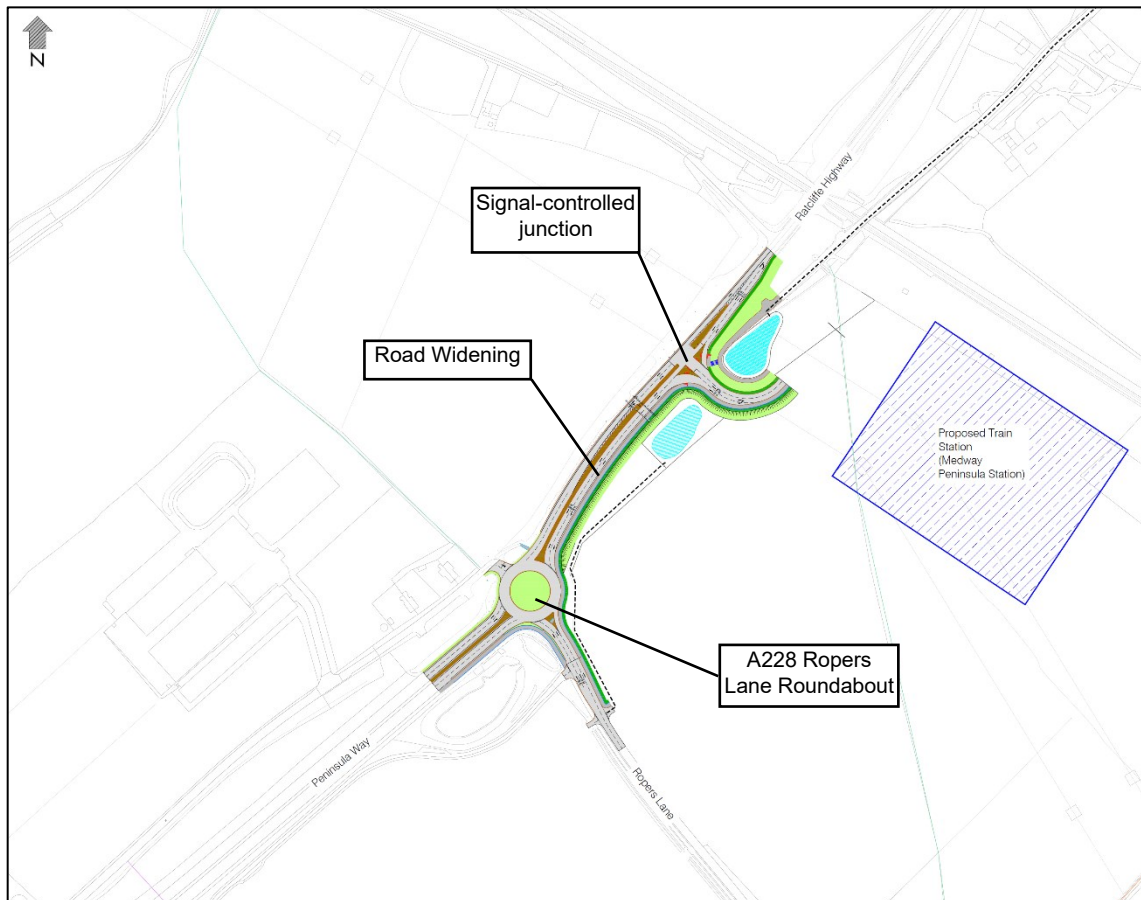 N
Ratcliffe Highway
Signal-controlled
junction
Road Widening
Proposed Train
Station
(Medway
Peninsula Station)
A228 Ropers
Lane Roundabout
Peninsula Way
Ropers Lane